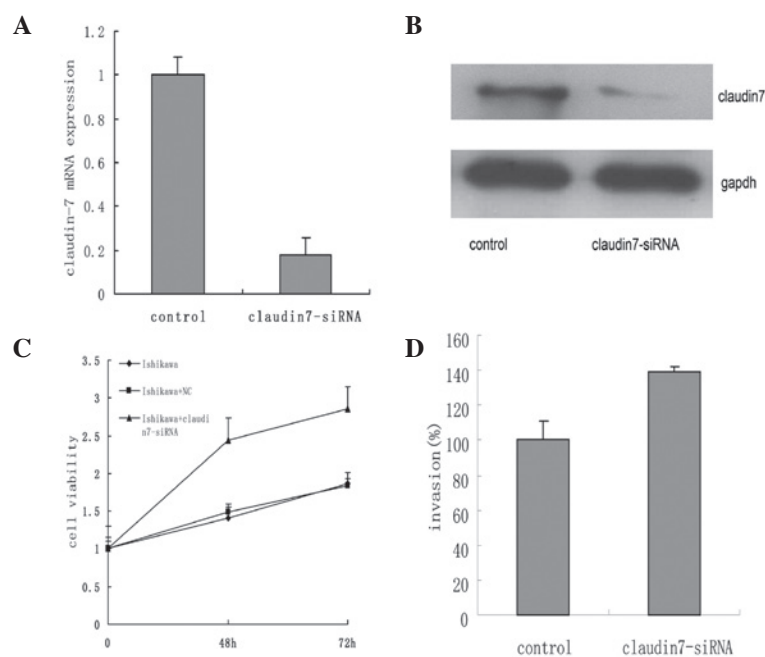 A
claudin-7 mRNA expression
1.2
1
0.8
0.6
0.4
0.2
0
control
claudin7-siRNA
B
claudin7
gapdh
control
claudin7-siRNA
C
cell viability
3.5
3
2.5
2
1.5
1
0.5
0
Ishikawa
Ishikawa+NC
Ishikawa+claudi
n7-siRNA
0
48h
72h
D
invasion(%)
160
140
120
100
80
60
40
20
0
control
claudin7-siRNA